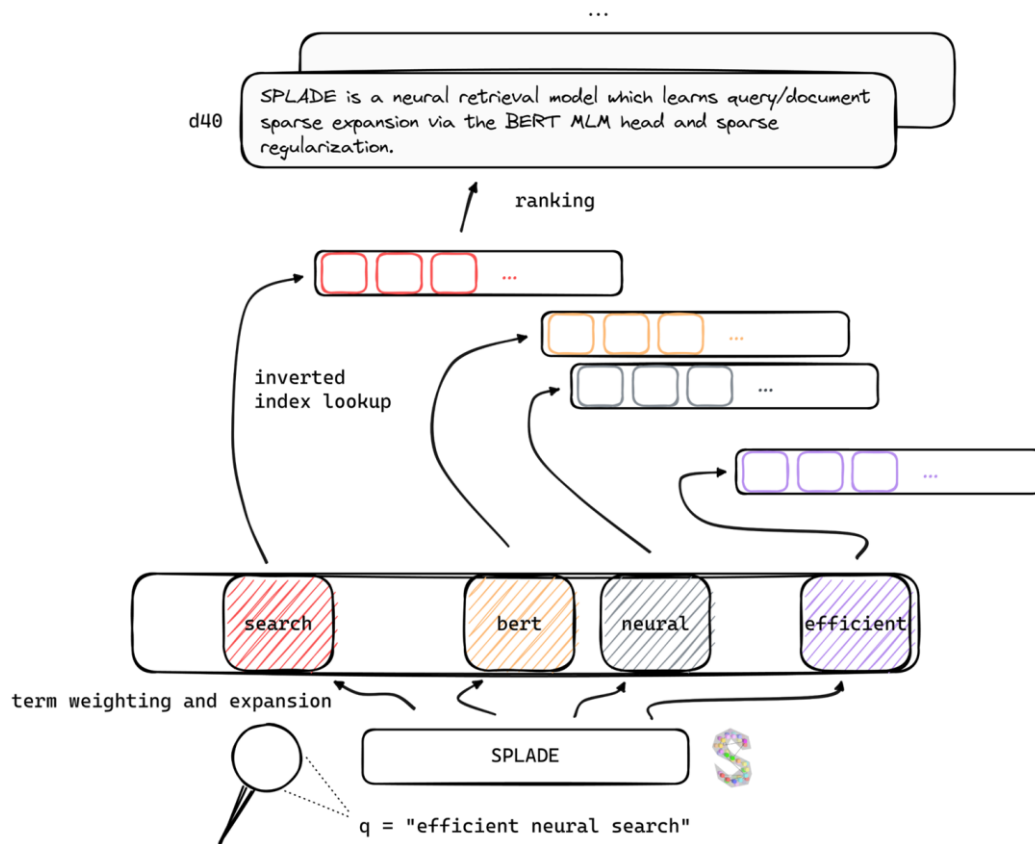 ...
SPLADE is a neural retrieval model which learns query/document
d40
sparse expansion via the BERT MLM head and sparse
regularization.
ranking
...
...
inverted
index lookup
...
...
search
bert
neural
efficient
term weighting and expansion
SPLADE
S
q = "efficient neural search"